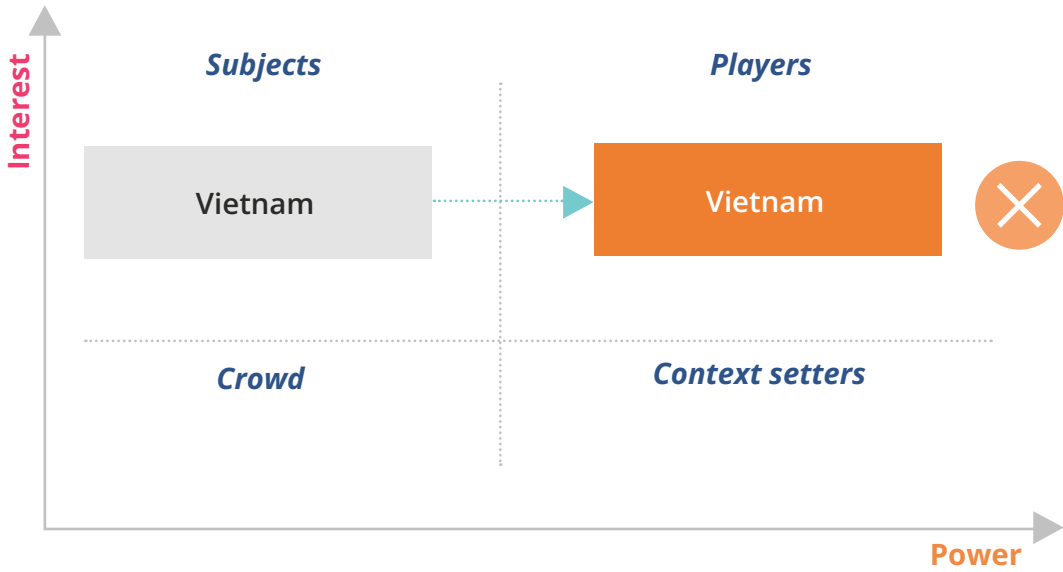 Interest
Subjects
Players
Vietnam
Vietnam
Crowd
Context setters
Power